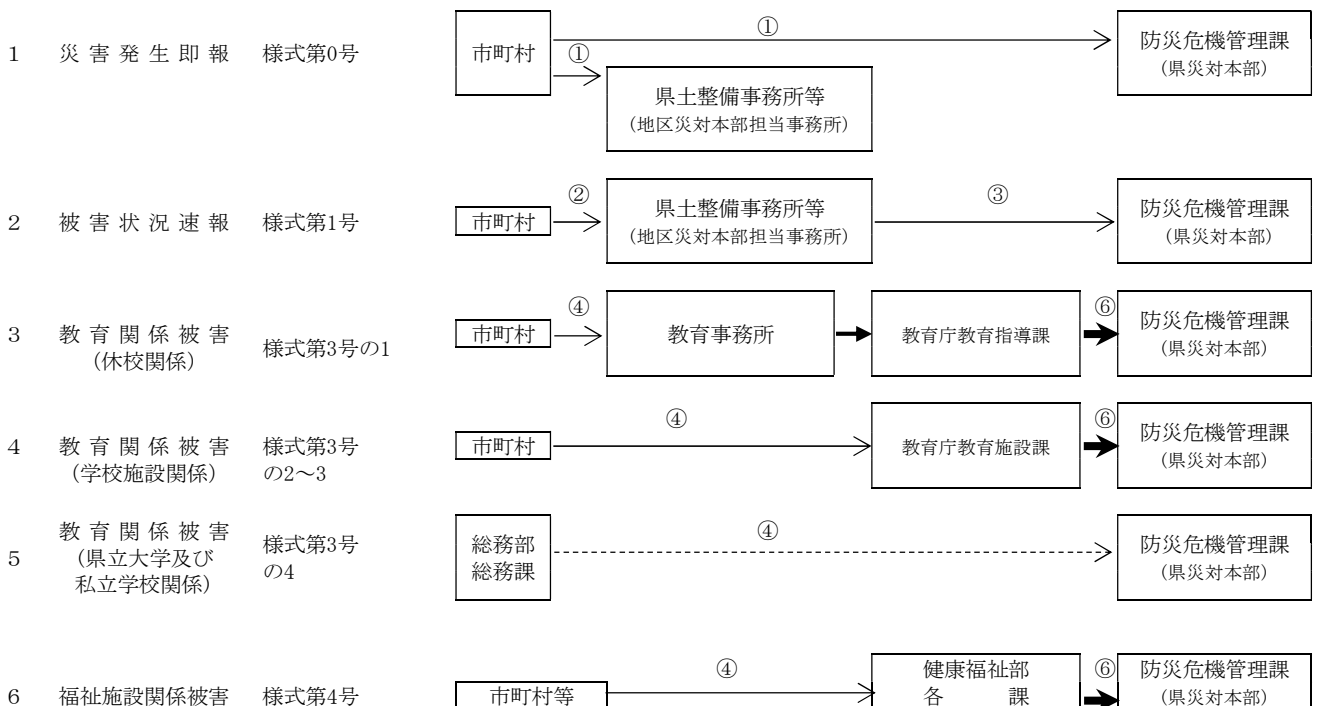 ①
1 災害発生即報 様式第0号 市町村 ① 防災危機管理課
(県災対本部)
県土整備事務所等
(地区災対本部担当事務所)
② ③
2 被害状況速報 様式第1号 市町村 県土整備事務所等 防災危機管理課
(地区災対本部担当事務所) (県災対本部)
④ ⑥
3 教育関係被害 様式第3号の1 市町村 教育事務所 教育庁教育指導課 防災危機管理課
(休校関係) (県災対本部)
④ ⑥
4 教育関係被害 様式第3号 市町村 教育庁教育施設課 防災危機管理課
(学校施設関係) の2～3 (県災対本部)
④
5 教育関係被害 様式第3号 総務部 防災危機管理課
(県立大学及び の4 総務課 (県災対本部)
私立学校関係)
④ 健康福祉部 ⑥ 防災危機管理課
6 福祉施設関係被害 様式第4号 市町村等 各課 (県災対本部)